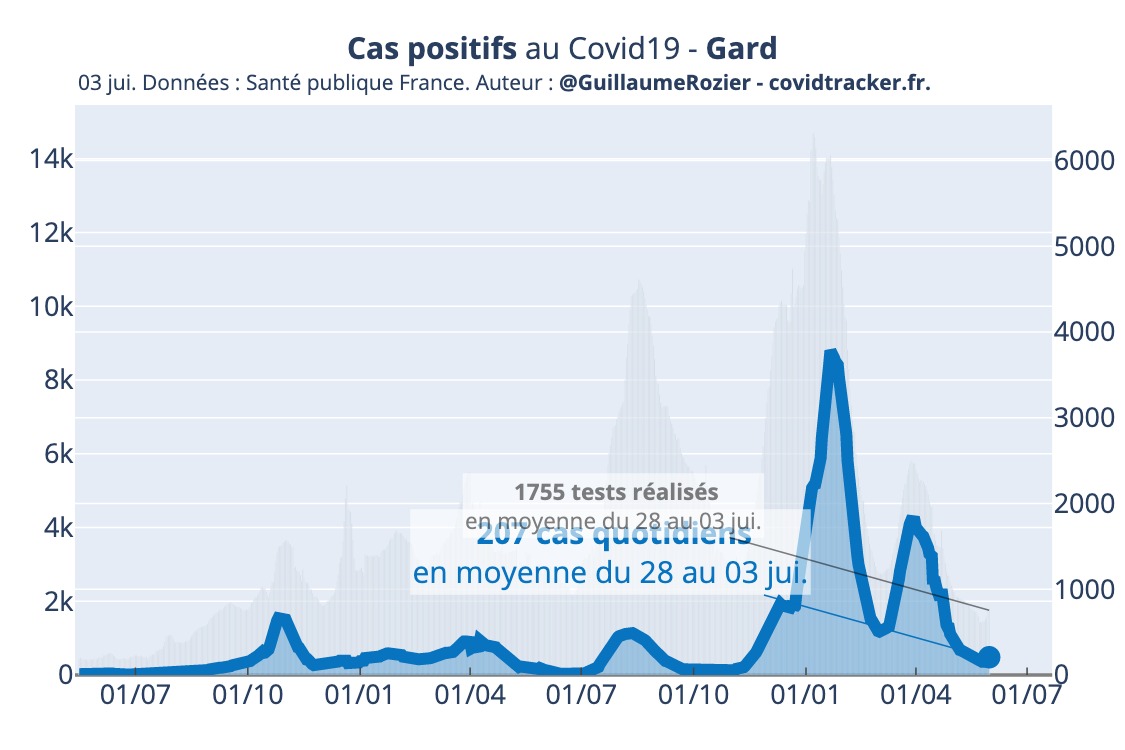 Cas positifs au Covid19 - Gard
03 jui. Données : Santé publique France. Auteur : @GuillaumeRozier - covidtracker.fr.
14k
12k
10k
8k
6k
4k
2k
0
6000
5000
4000
3000
2000
1000
0
1755 tests réalisés
en moyenne du 28 au 03 jui.
207 cas quotidiens
en moyenne du 28 au 03 jui.
01/07 01/10 01/01 01/04 01/07 01/10 01/01 01/04 01/07